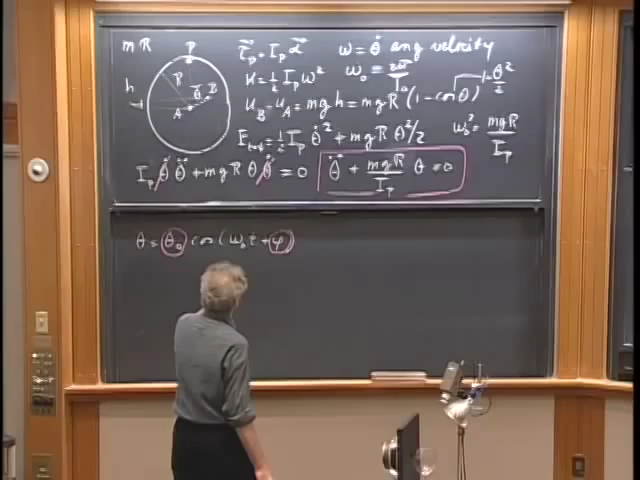 m R
P
R
h
θ
A
B
τ⃗_P = I_P α⃗
ω = θ̇ ang velocity
K = ½ I_P ω²
ω₀ = 2π/T₀
1 - θ²/2
U_B - U_A = mgh = mgR (1 - cos θ)
E_tot = ½ I_P θ̇² + mgR θ²/2
ω₀² = mgR/I_P
I_P θ̇ θ̈ + mgR θ θ̇ = 0
θ̈ + mgR/I_P θ = 0
θ = θ₀ cos (ω₀ t + φ)